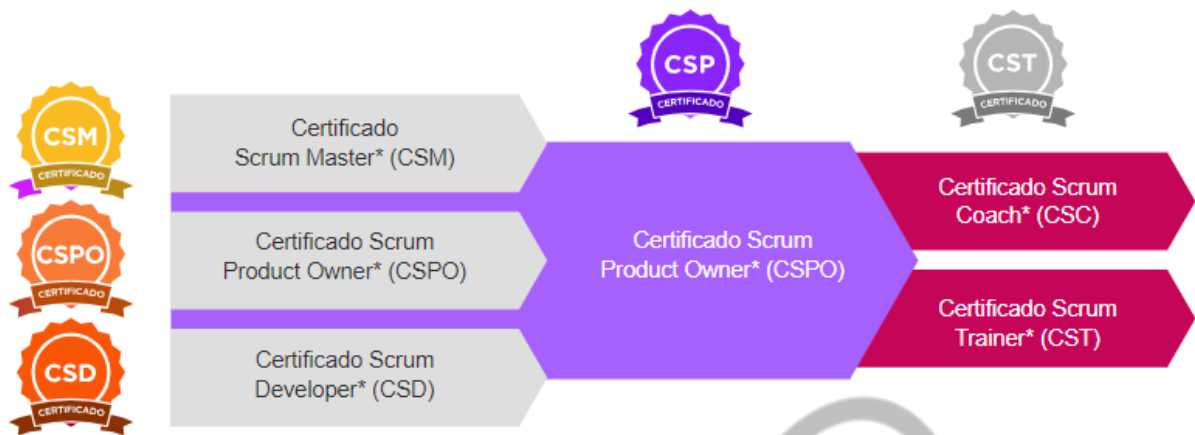 CSP
CERTIFICADO
CST
CERTIFICADO
CSM
CERTIFICADO
Certificado
Scrum Master* (CSM)
CSPO
CERTIFICADO
Certificado Scrum
Product Owner* (CSPO)
CSD
CERTIFICADO
Certificado Scrum
Developer* (CSD)
Certificado Scrum
Product Owner* (CSPO)
Certificado Scrum
Coach* (CSC)
Certificado Scrum
Trainer* (CST)